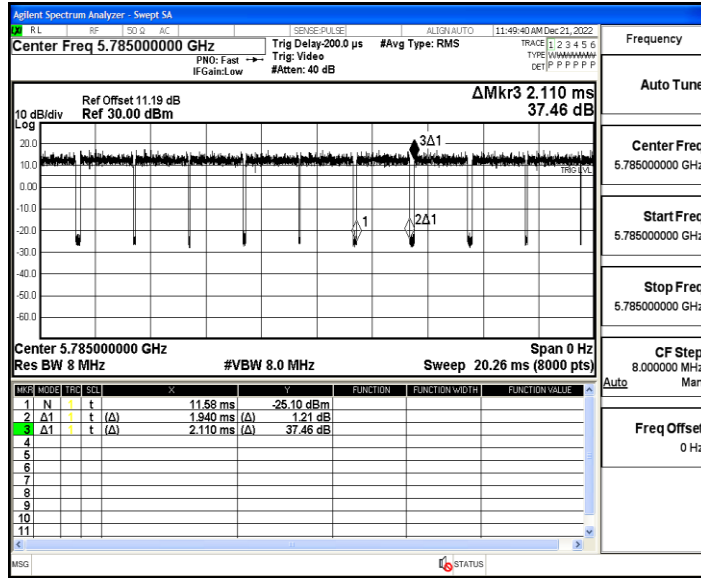 Agilent Spectrum Analyzer - Swept SA
RL RF 50 Ω AC SENSE:PULSE ALIGN AUTO 11:49:40 AM Dec 21, 2022
Center Freq 5.785000000 GHz
PNO: Fast
IFGain:Low
Trig Delay-200.0 µs
Trig: Video
#Atten: 40 dB
#Avg Type: RMS
TRACE 1 2 3 4 5 6
TYPE WWWWWW
DET P P P P P P
ΔMkr3 2.110 ms
37.46 dB
Ref Offset 11.19 dB
10 dB/div Ref 30.00 dBm
Log
20.0
10.0
0.00
-10.0
-20.0
-30.0
-40.0
-50.0
-60.0
3Δ1
TRIG LVL
1
2Δ1
Center 5.785000000 GHz Span 0 Hz
Res BW 8 MHz #VBW 8.0 MHz Sweep 20.26 ms (8000 pts)
MKR MODE TRC SCL X Y FUNCTION FUNCTION WIDTH FUNCTION VALUE
1 N 1 t 11.58 ms -25.10 dBm
2 Δ1 1 t (Δ) 1.940 ms (Δ) 1.21 dB
3 Δ1 1 t (Δ) 2.110 ms (Δ) 37.46 dB
4
5
6
7
8
9
10
11
MSG STATUS
Frequency
Auto Tune
Center Freq
5.785000000 GHz
Start Freq
5.785000000 GHz
Stop Freq
5.785000000 GHz
CF Step
8.000000 MHz
Auto Man
Freq Offset
0 Hz